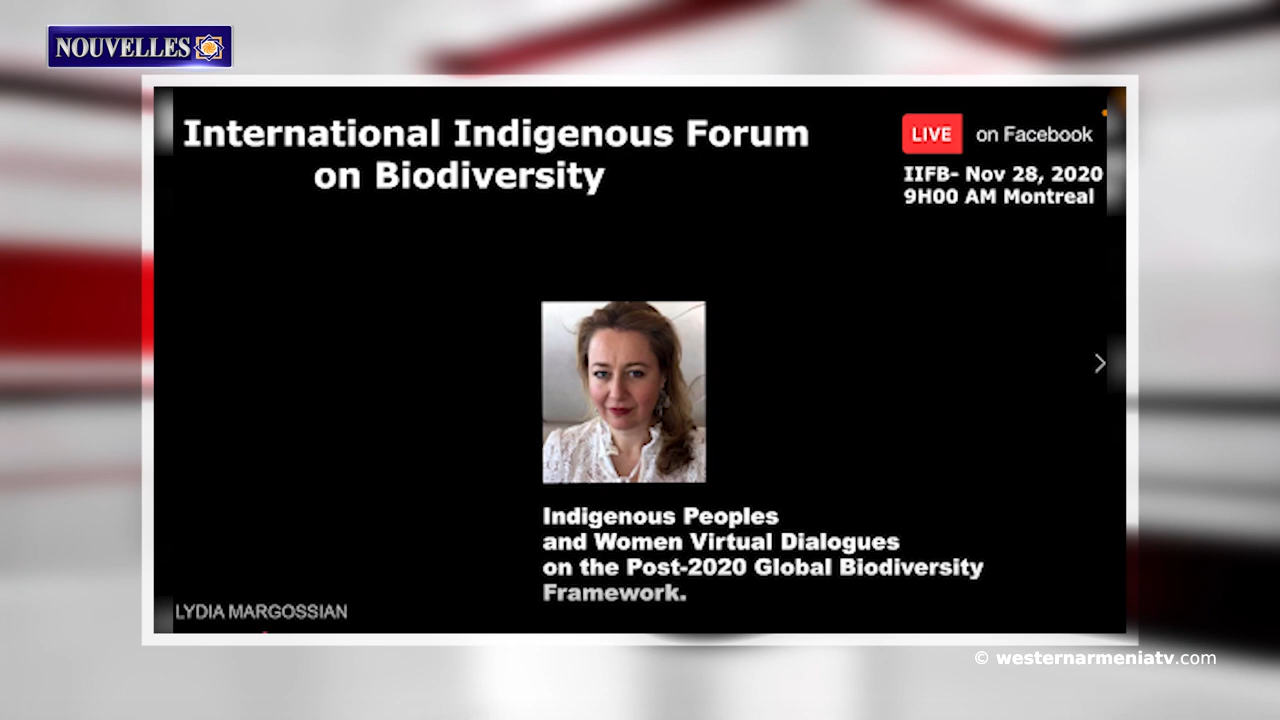 NOUVELLES
International Indigenous Forum
on Biodiversity
LIVE on Facebook
IIFB- Nov 28, 2020
9H00 AM Montreal
Indigenous Peoples
and Women Virtual Dialogues
on the Post-2020 Global Biodiversity
Framework.
LYDIA MARGOSSIAN
© westernarmeniatv.com